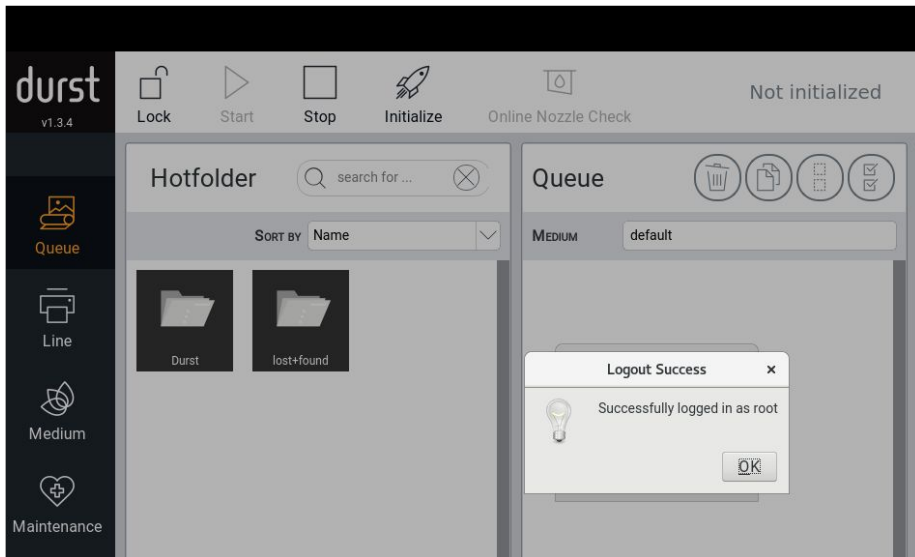 durst
v1.3.4
Lock
Start
Stop
Initialize
Online Nozzle Check
Not initialized
Hotfolder
search for ...
Queue
SORT BY Name
MEDIUM default
Queue
Line
Medium
Maintenance
Durst
lost+found
Logout Success
Successfully logged in as root
OK